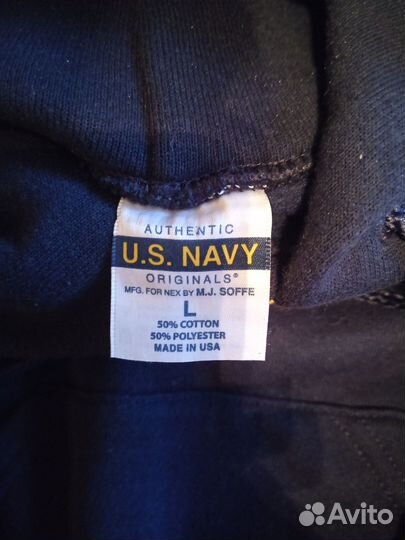 AUTHENTIC
U.S. NAVY
ORIGINALS®
MFG. FOR NEX BY M.J. SOFFE
L
50% COTTON
50% POLYESTER
MADE IN USA
Avito